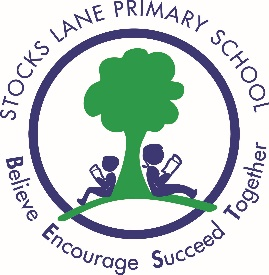 STOCKS LANE PRIMARY SCHOOL
Believe Encourage Succeed Together